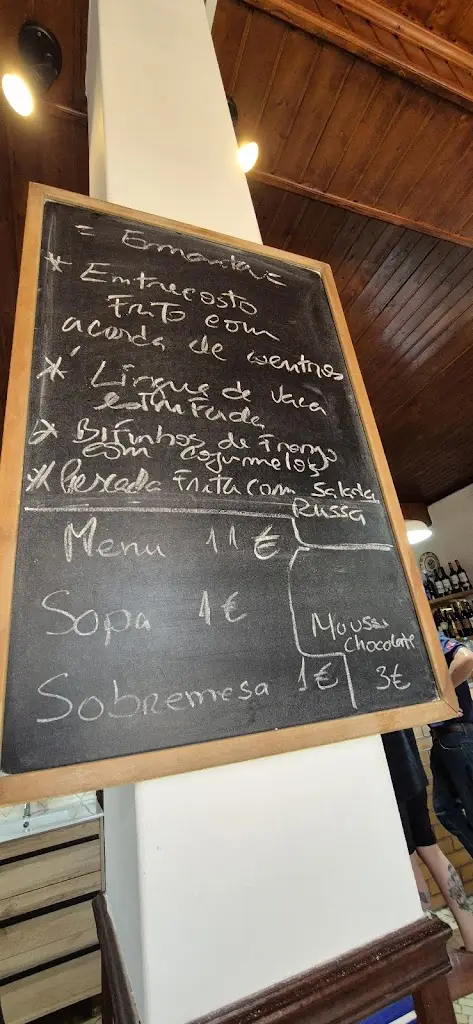 = Ementa =
* Entrecosto
Frito com
açorda de coentros
* Lingua de vaca
estufada
* Bifinhos de Frango
com cogumelos
* Pescada Frita com Salada
Russa
Menu 11€
Sopa 1€
Mousse
Chocolate
Sobremesa 1€ 3€